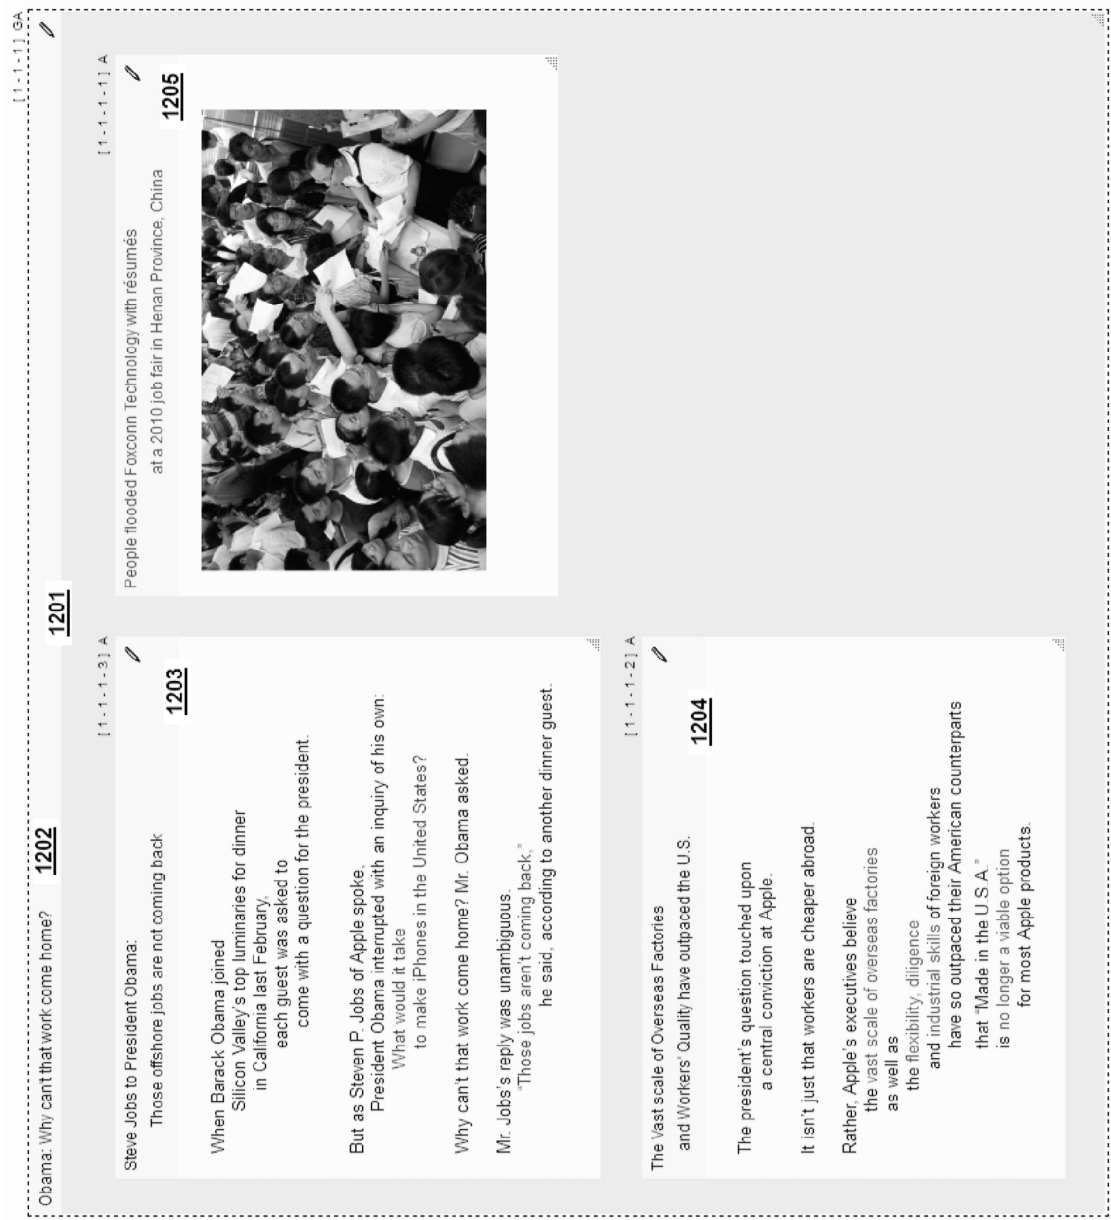 [1-1-1] GA
Obama: Why can't that work come home?
1202
1201
[1-1-1-3] A
Steve Jobs to President Obama:
Those offshore jobs are not coming back
1203
When Barack Obama joined
Silicon Valley's top luminaries for dinner
in California last February,
each guest was asked to
come with a question for the president.
But as Steven P. Jobs of Apple spoke,
President Obama interrupted with an inquiry of his own:
What would it take
to make iPhones in the United States?
Why can't that work come home? Mr. Obama asked.
Mr. Jobs's reply was unambiguous.
"Those jobs aren't coming back,"
he said, according to another dinner guest.
[1-1-1-1] A
People flooded Foxconn Technology with résumés
at a 2010 job fair in Henan Province, China
1205
[1-1-1-2] A
The Vast scale of Overseas Factories
and Workers' Quality have outpaced the U.S.
1204
The president's question touched upon
a central conviction at Apple.
It isn't just that workers are cheaper abroad.
Rather, Apple's executives believe
the vast scale of overseas factories
as well as
the flexibility, diligence
and industrial skills of foreign workers
have so outpaced their American counterparts
that "Made in the U.S.A."
is no longer a viable option
for most Apple products.